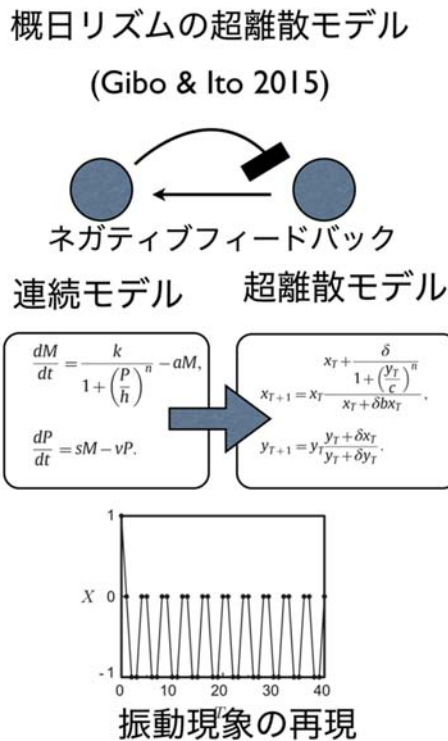 概日リズムの超離散モデル
(Gibo & Ito 2015)
ネガティブフィードバック
連続モデル
超離散モデル
dM/dt = k/(1+(P/h)^n) − aM,
dP/dt = sM − vP.
x_{T+1} = x_T (x_T + δ/(1+(y_T/c)^n))/(x_T + δbx_T),
y_{T+1} = y_T (y_T + δx_T)/(y_T + δy_T).
1
X 0
-1
0 10 20 30 40
T
振動現象の再現